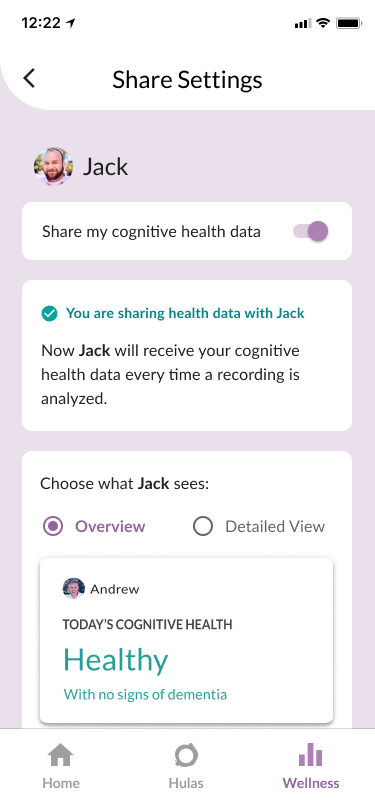 12:22
Share Settings
Jack
Share my cognitive health data
You are sharing health data with Jack
Now Jack will receive your cognitive
health data every time a recording is
analyzed.
Choose what Jack sees:
Overview
Detailed View
Andrew
TODAY'S COGNITIVE HEALTH
Healthy
With no signs of dementia
Home
Hulas
Wellness